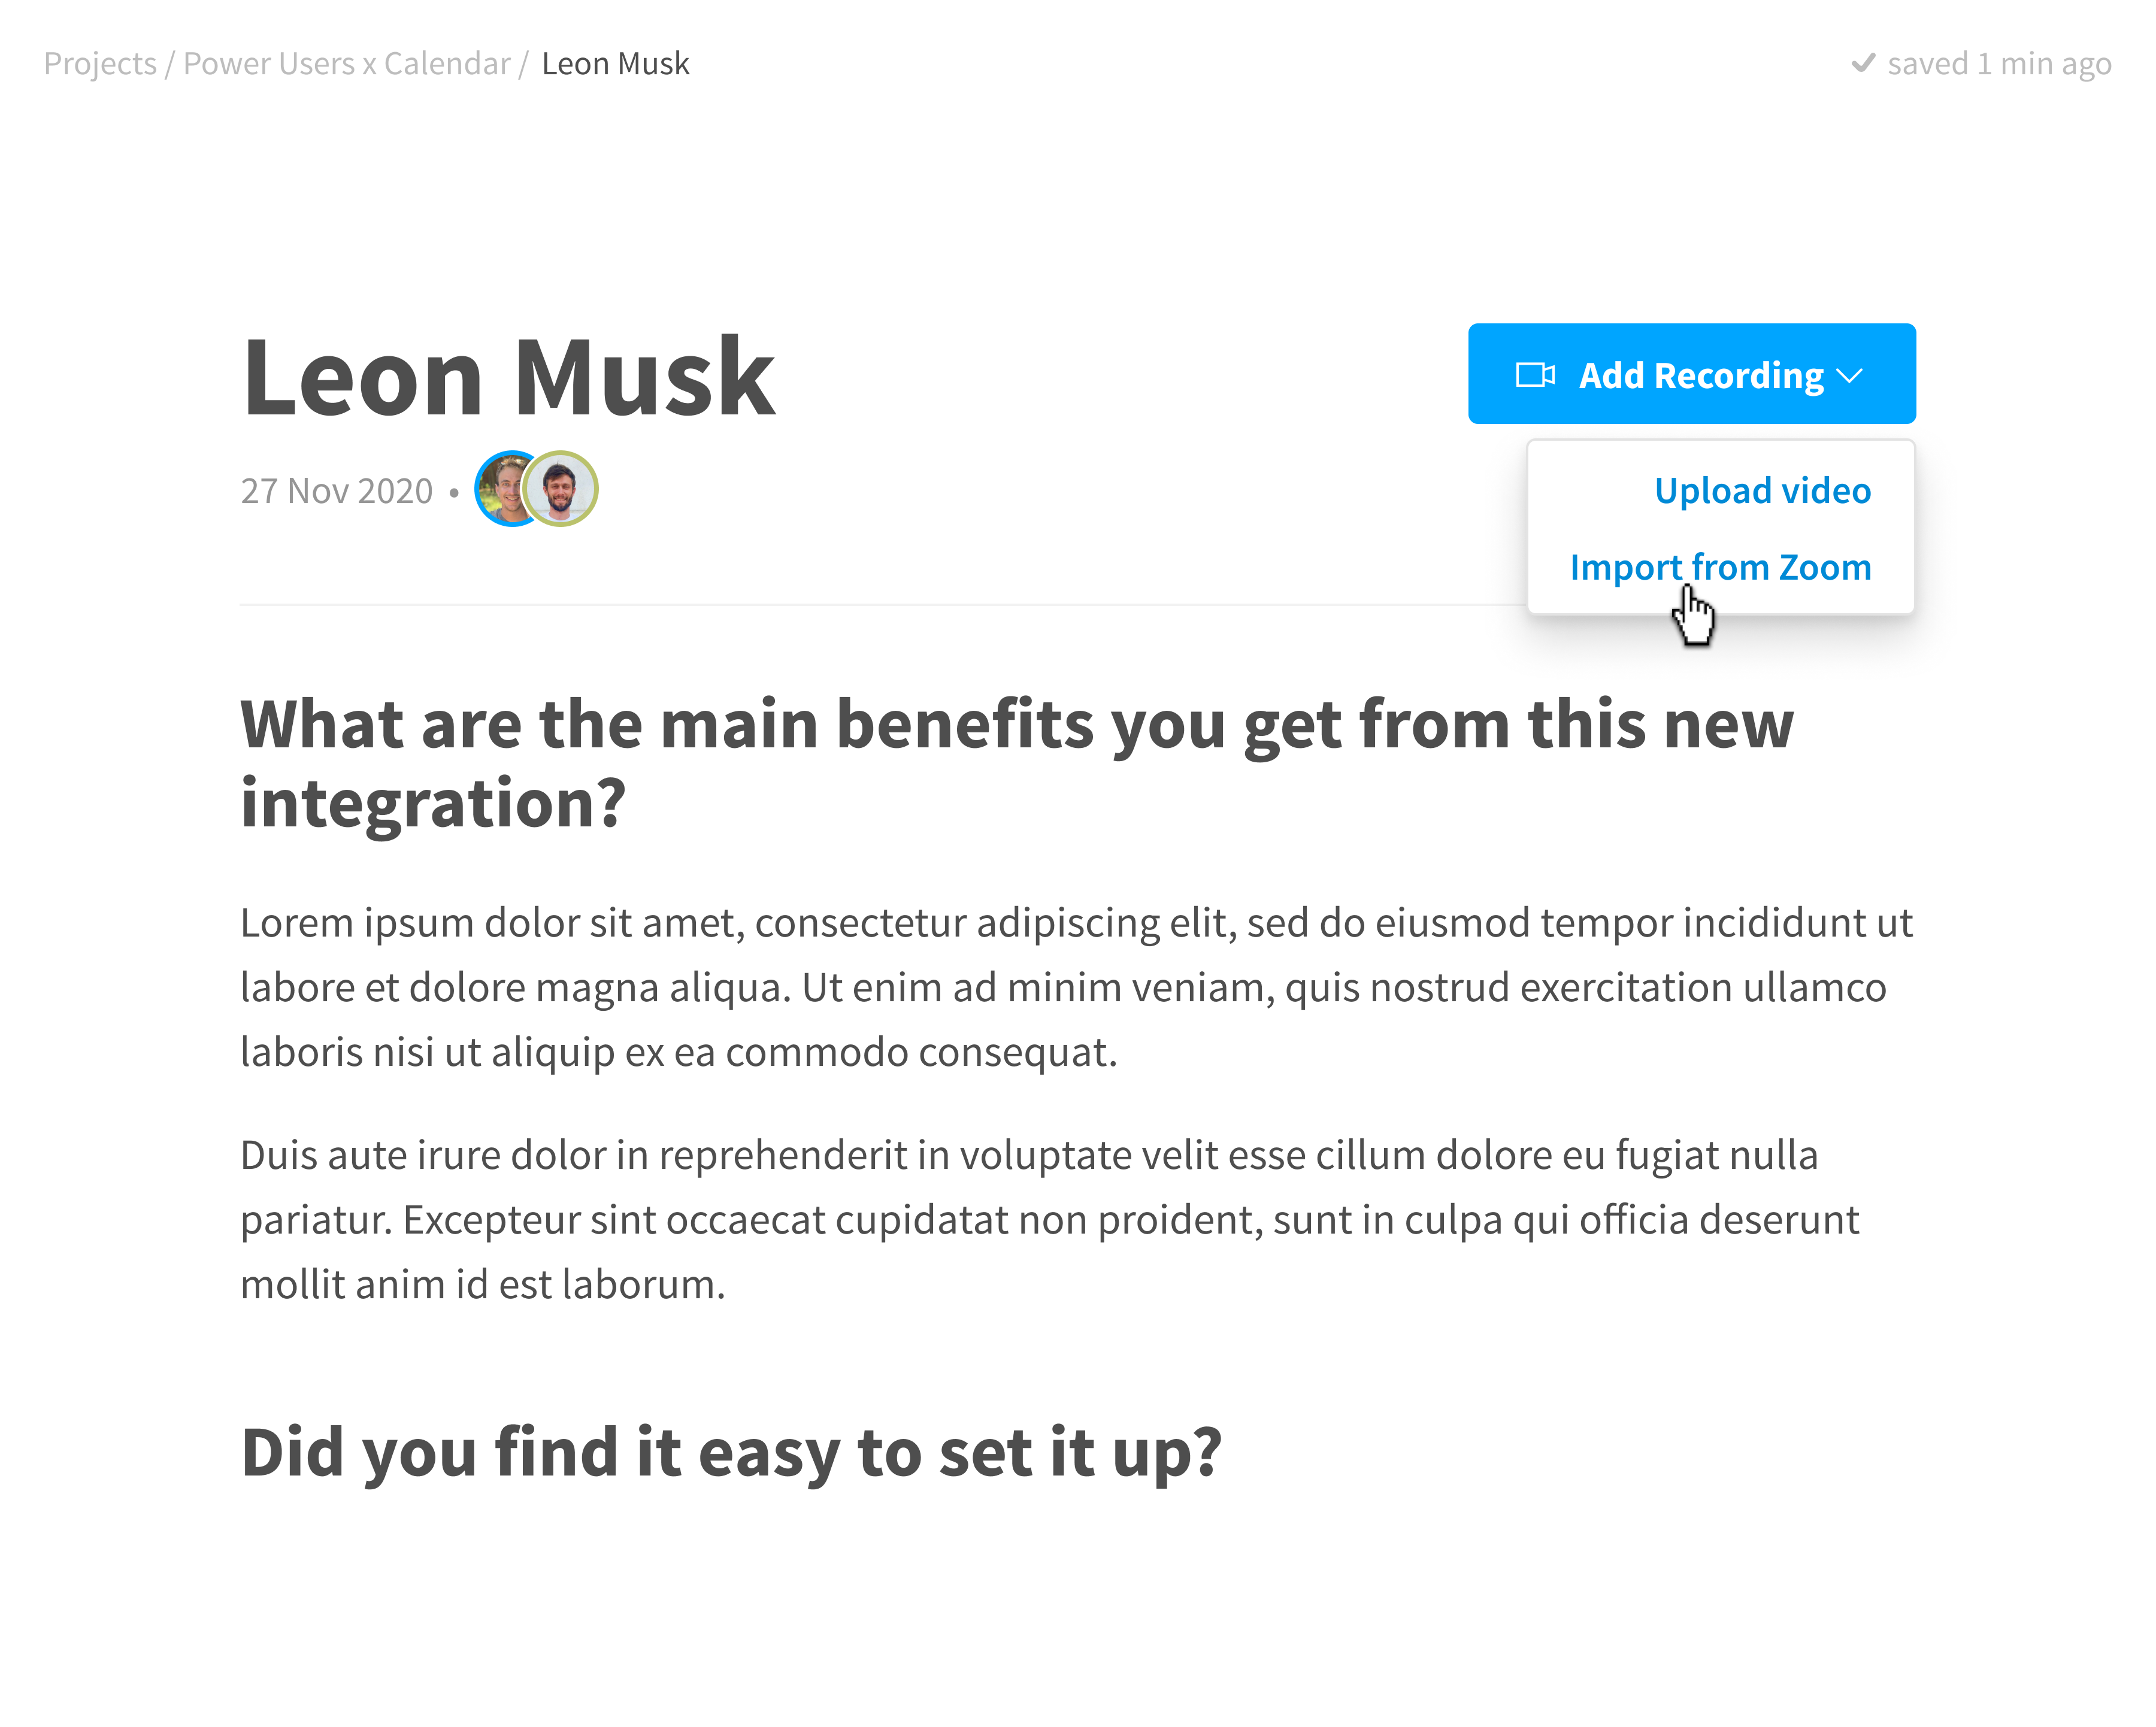 Projects / Power Users x Calendar / Leon Musk
saved 1 min ago
Leon Musk
Add Recording
27 Nov 2020 •
Upload video
Import from Zoom
What are the main benefits you get from this new
integration?
Lorem ipsum dolor sit amet, consectetur adipiscing elit, sed do eiusmod tempor incididunt ut
labore et dolore magna aliqua. Ut enim ad minim veniam, quis nostrud exercitation ullamco
laboris nisi ut aliquip ex ea commodo consequat.
Duis aute irure dolor in reprehenderit in voluptate velit esse cillum dolore eu fugiat nulla
pariatur. Excepteur sint occaecat cupidatat non proident, sunt in culpa qui officia deserunt
mollit anim id est laborum.
Did you find it easy to set it up?